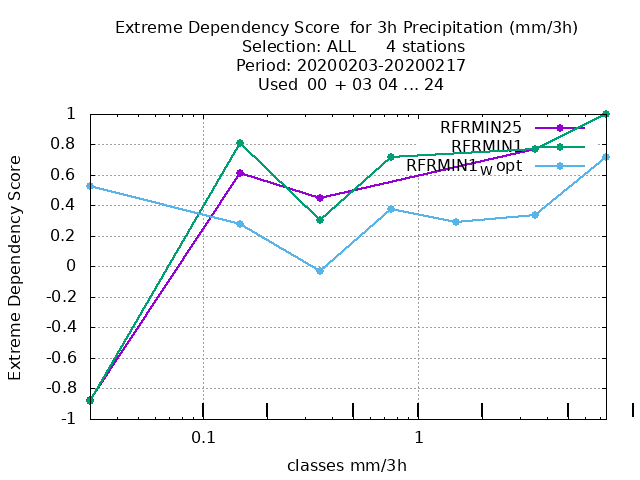 Extreme Dependency Score  for 3h Precipitation (mm/3h)
Selection: ALL      4 stations
Period: 20200203-20200217
Used  00 + 03 04 ... 24
1
0.8
0.6
0.4
0.2
0
-0.2
-0.4
-0.6
-0.8
-1
Extreme Dependency Score
RFRMIN25
RFRMIN1
RFRMIN1w opt
0.1
1
classes mm/3h